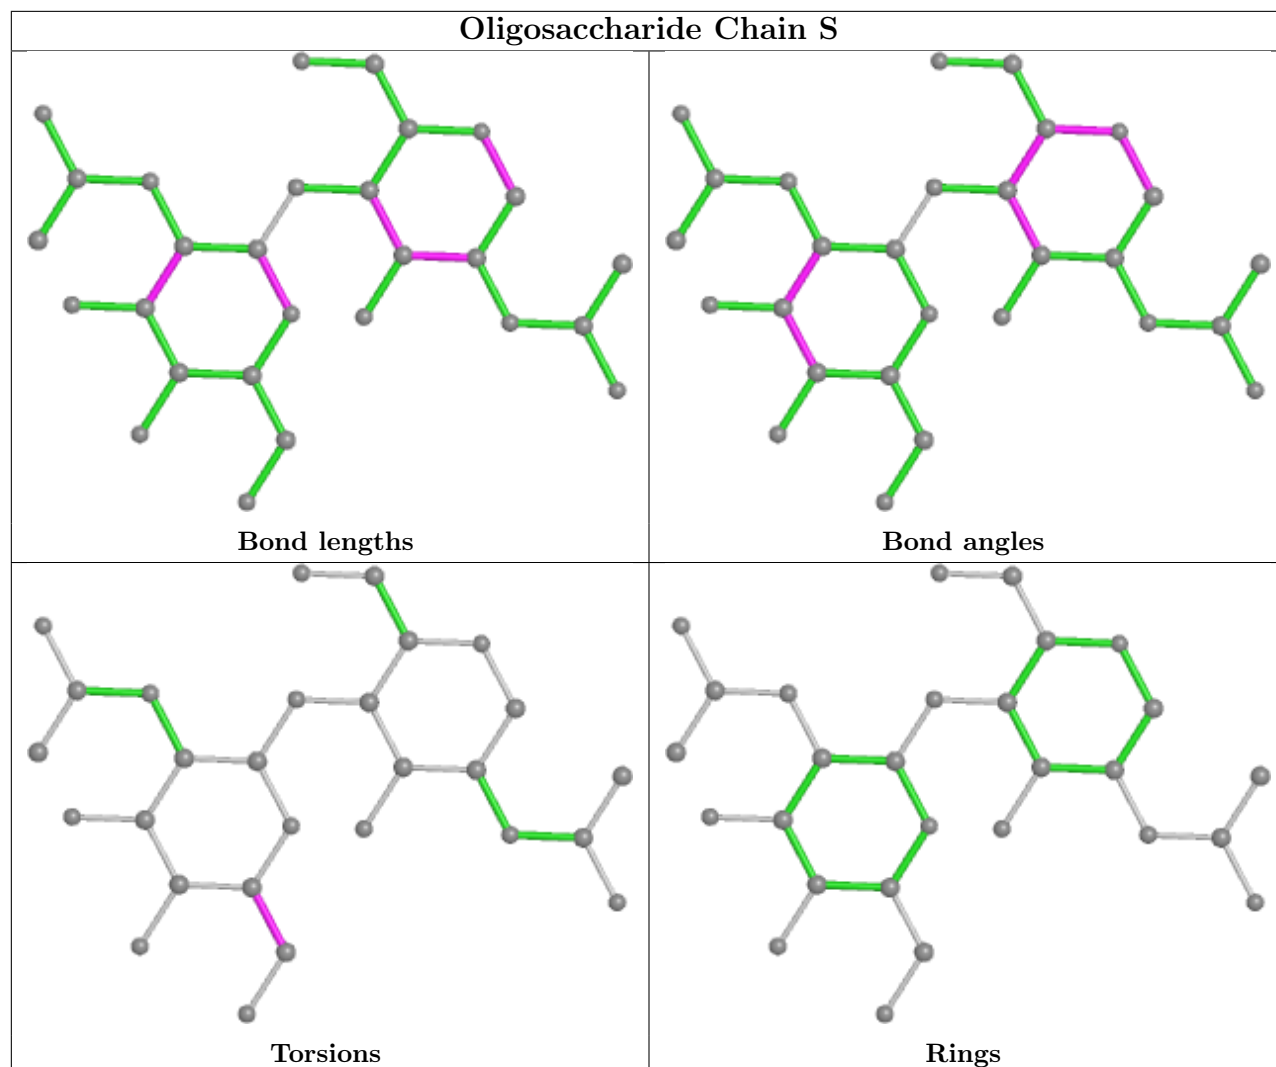 Oligosaccharide Chain S
Bond lengths
Bond angles
Torsions
Rings